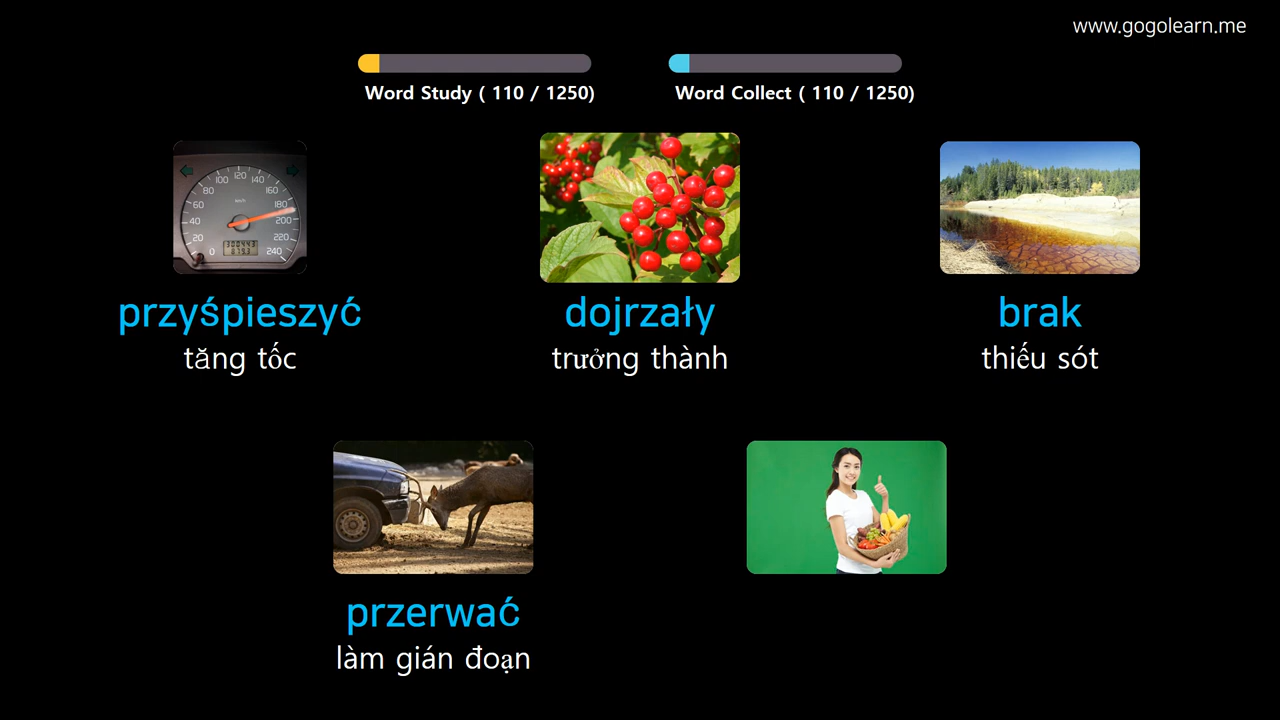 www.gogolearn.me
Word Study ( 110 / 1250)
Word Collect ( 110 / 1250)
przyśpieszyć
tăng tốc
dojrzały
trưởng thành
brak
thiếu sót
przerwać
làm gián đoạn